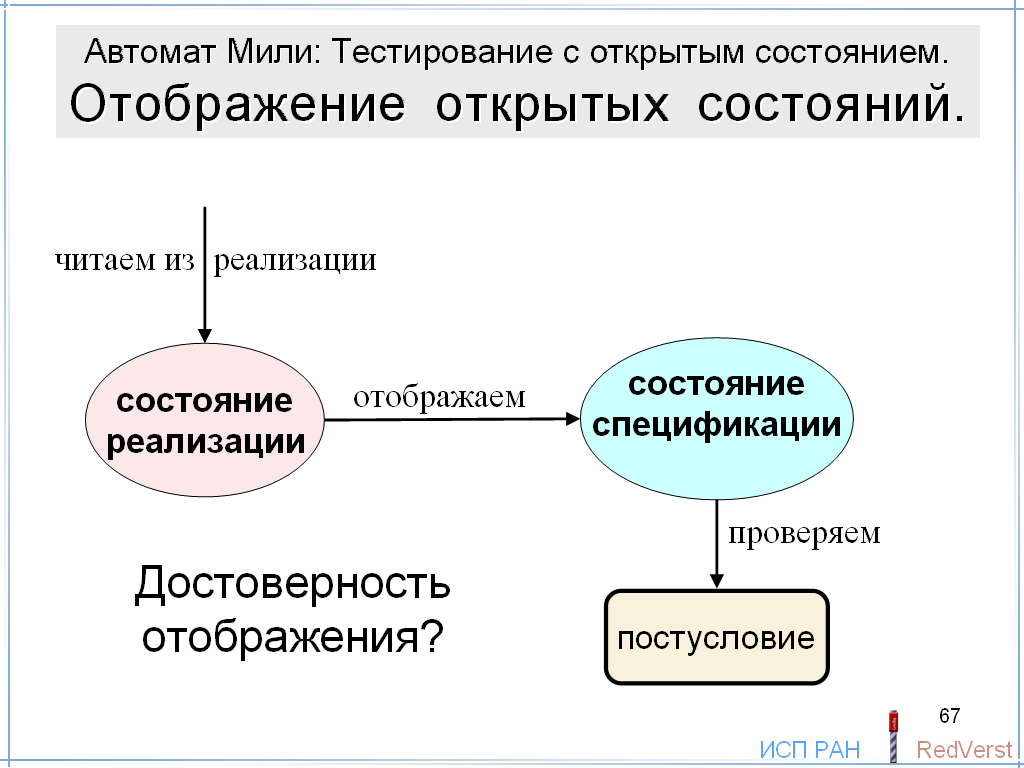 Автомат Мили: Тестирование с открытым состоянием.
Отображение открытых состояний.
читаем из реализации
состояние
реализации
отображаем
состояние
спецификации
проверяем
Достоверность
отображения?
постусловие
67
ИСП РАН
RedVerst